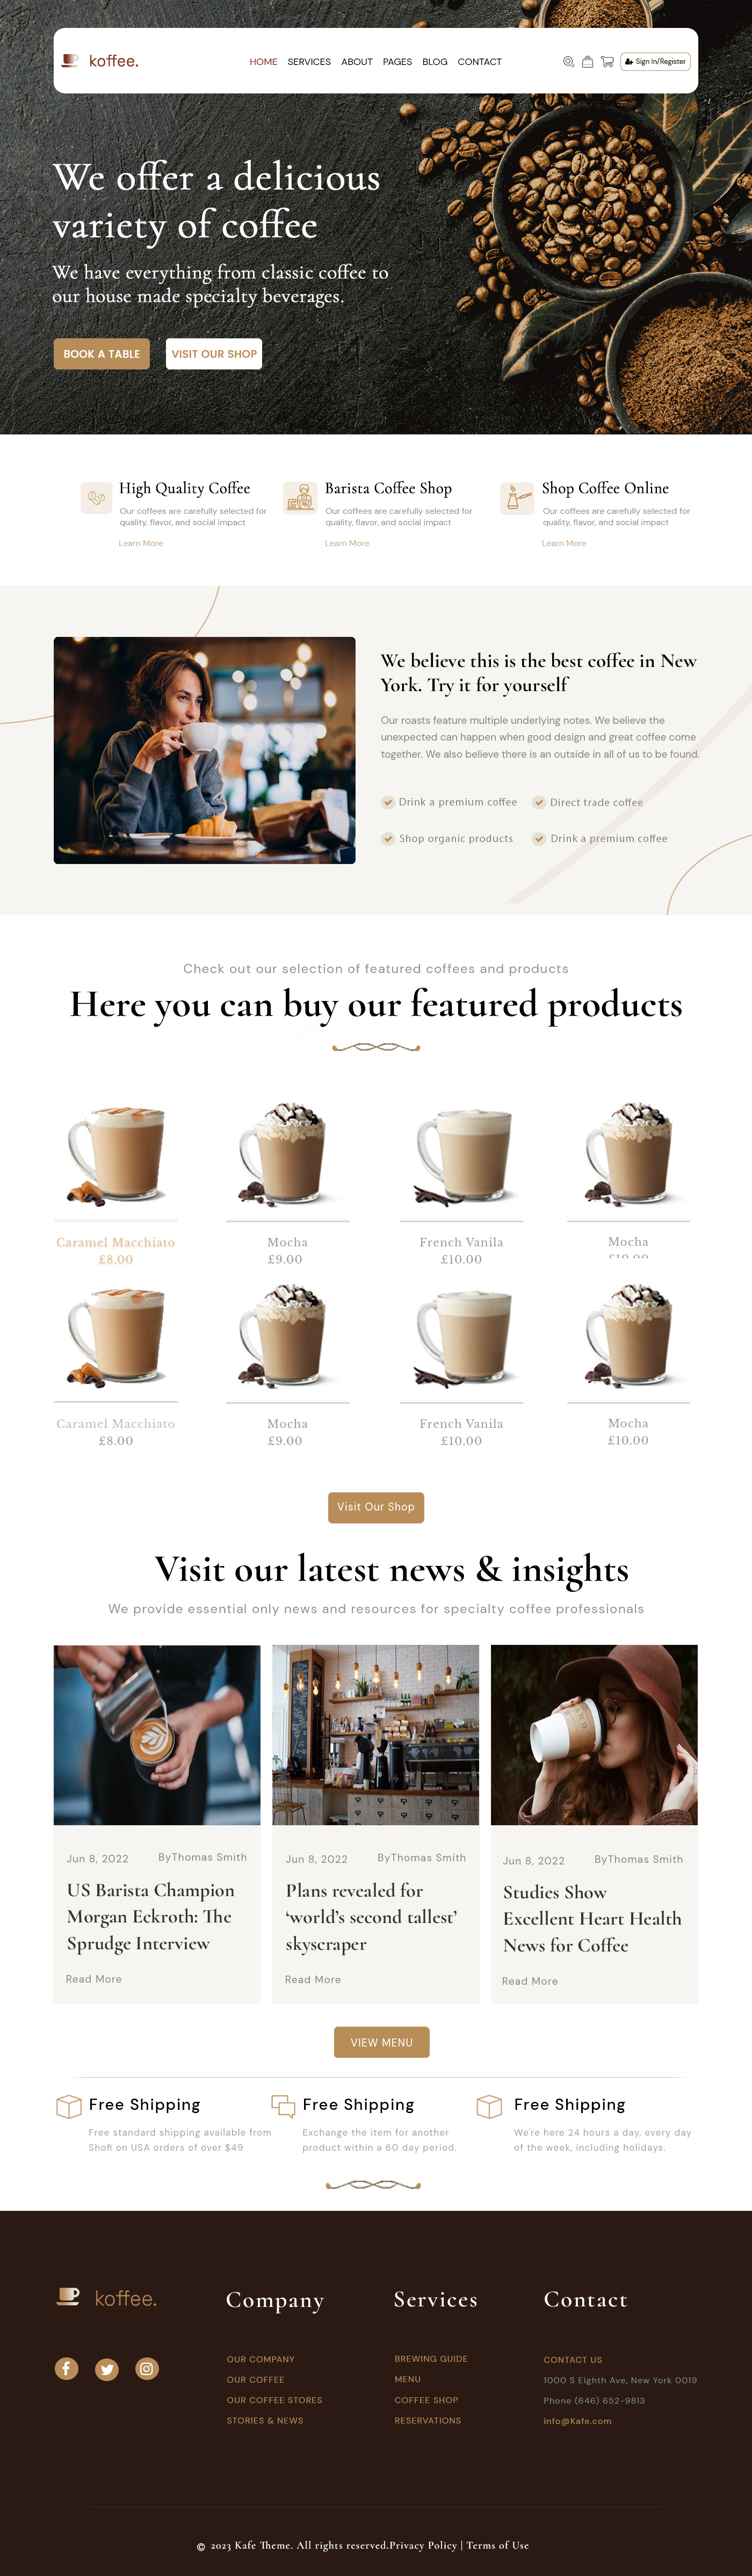 koffee.
HOME SERVICES ABOUT PAGES BLOG CONTACT
Sign In/Register
We offer a delicious
variety of coffee
We have everything from classic coffee to
our house made specialty beverages.
BOOK A TABLE
VISIT OUR SHOP
High Quality Coffee
Our coffees are carefully selected for
quality, flavor, and social impact
Learn More
Barista Coffee Shop
Our coffees are carefully selected for
quality, flavor, and social impact
Learn More
Shop Coffee Online
Our coffees are carefully selected for
quality, flavor, and social impact
Learn More
We believe this is the best coffee in New
York. Try it for yourself
Our roasts feature multiple underlying notes. We believe the
unexpected can happen when good design and great coffee come
together. We also believe there is an outside in all of us to be found.
Drink a premium coffee
Direct trade coffee
Shop organic products
Drink a premium coffee
Check out our selection of featured coffees and products
Here you can buy our featured products
Caramel Macchiato
£8.00
Mocha
£9.00
French Vanila
£10.00
Mocha
£10.00
Caramel Macchiato
£8.00
Mocha
£9.00
French Vanila
£10.00
Mocha
£10.00
Visit Our Shop
Visit our latest news & insights
We provide essential only news and resources for specialty coffee professionals
Jun 8, 2022 ByThomas Smith
US Barista Champion
Morgan Eckroth: The
Sprudge Interview
Read More
Jun 8, 2022 ByThomas Smith
Plans revealed for
‘world’s second tallest’
skyscraper
Read More
Jun 8, 2022 ByThomas Smith
Studies Show
Excellent Heart Health
News for Coffee
Read More
VIEW MENU
Free Shipping
Free standard shipping available from
Shofi on USA orders of over $49
Free Shipping
Exchange the item for another
product within a 60 day period.
Free Shipping
We're here 24 hours a day, every day
of the week, including holidays.
koffee.
Company
OUR COMPANY
OUR COFFEE
OUR COFFEE STORES
STORIES & NEWS
Services
BREWING GUIDE
MENU
COFFEE SHOP
RESERVATIONS
Contact
CONTACT US
1000 S Eighth Ave, New York 0019
Phone (646) 652-9813
info@Kafe.com
© 2023 Kafe Theme. All rights reserved.Privacy Policy | Terms of Use